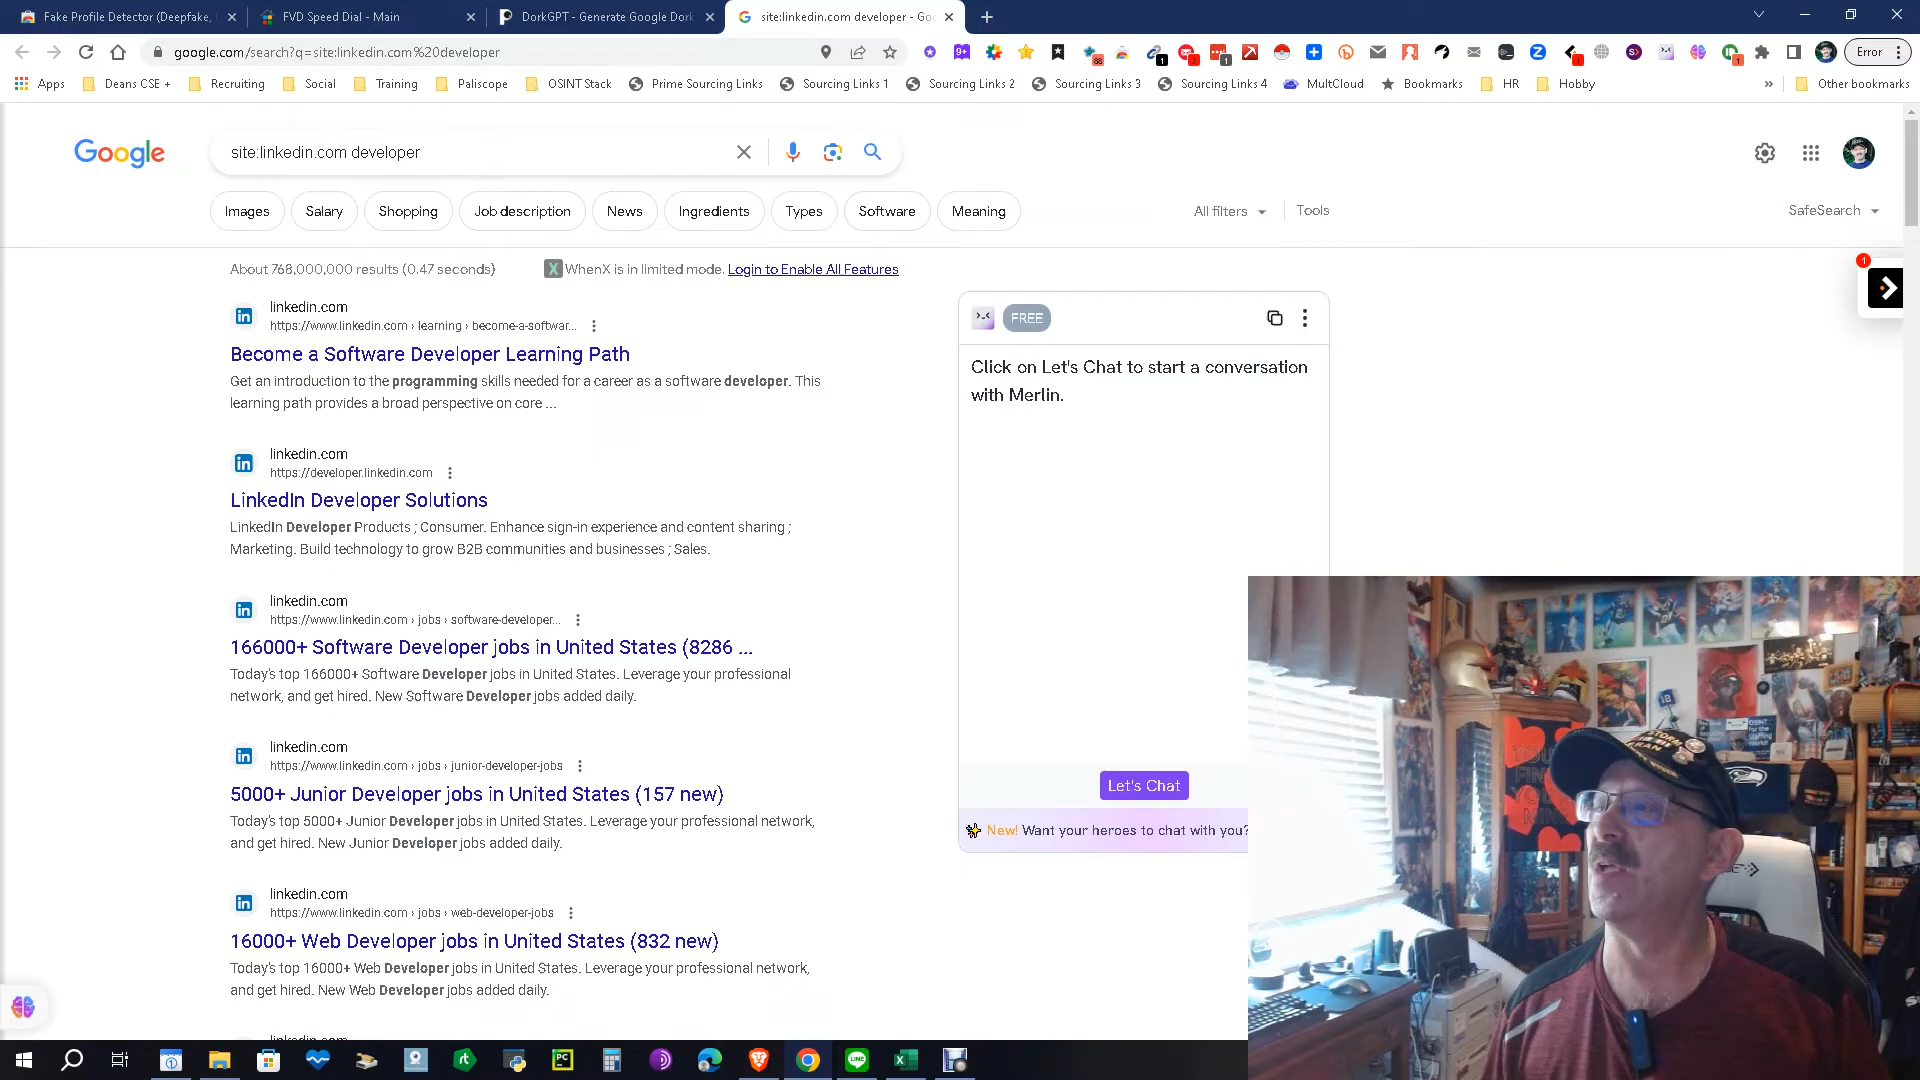 Fake Profile Detector (Deepfake,
FVD Speed Dial - Main
DorkGPT - Generate Google Dork
site:linkedin.com developer - Goo
google.com/search?q=site:linkedin.com%20developer
Error
Apps
Deans CSE +
Recruiting
Social
Training
Paliscope
OSINT Stack
Prime Sourcing Links
Sourcing Links 1
Sourcing Links 2
Sourcing Links 3
Sourcing Links 4
MultCloud
Bookmarks
HR
Hobby
»
Other bookmarks
Google
site:linkedin.com developer
Images
Salary
Shopping
Job description
News
Ingredients
Types
Software
Meaning
All filters
Tools
SafeSearch
About 768,000,000 results (0.47 seconds)
X WhenX is in limited mode. Login to Enable All Features
1
linkedin.com
https://www.linkedin.com › learning › become-a-softwar...
Become a Software Developer Learning Path
Get an introduction to the programming skills needed for a career as a software developer. This
learning path provides a broad perspective on core ...
linkedin.com
https://developer.linkedin.com
LinkedIn Developer Solutions
LinkedIn Developer Products ; Consumer. Enhance sign-in experience and content sharing ;
Marketing. Build technology to grow B2B communities and businesses ; Sales.
linkedin.com
https://www.linkedin.com › jobs › software-developer...
166000+ Software Developer jobs in United States (8286 ...
Today's top 166000+ Software Developer jobs in United States. Leverage your professional
network, and get hired. New Software Developer jobs added daily.
linkedin.com
https://www.linkedin.com › jobs › junior-developer-jobs
5000+ Junior Developer jobs in United States (157 new)
Today's top 5000+ Junior Developer jobs in United States. Leverage your professional network,
and get hired. New Junior Developer jobs added daily.
linkedin.com
https://www.linkedin.com › jobs › web-developer-jobs
16000+ Web Developer jobs in United States (832 new)
Today's top 16000+ Web Developer jobs in United States. Leverage your professional network,
and get hired. New Web Developer jobs added daily.
FREE
Click on Let's Chat to start a conversation
with Merlin.
Let's Chat
New! Want your heroes to chat with you?